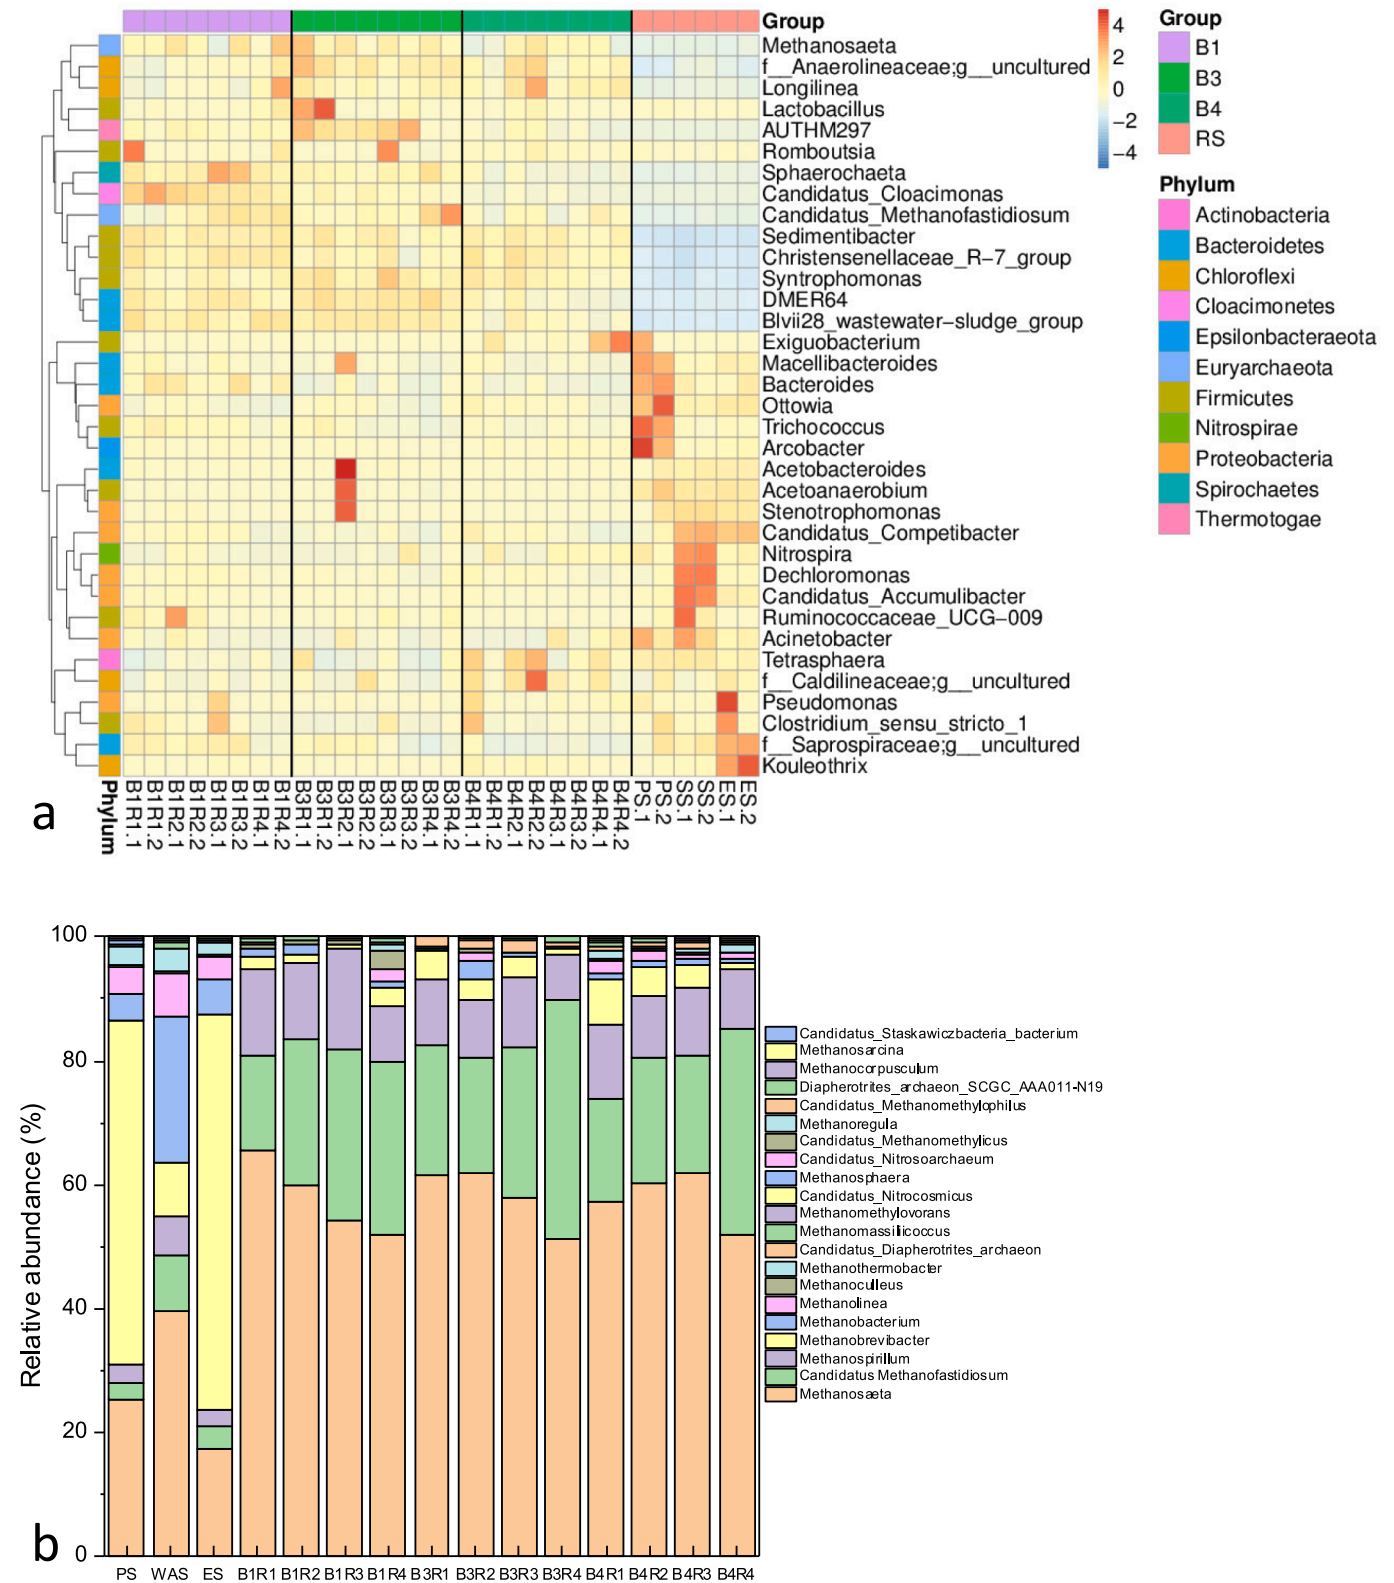 Group
Methanosaeta
f__Anaerolineaceae;g__uncultured
Longilinea
Lactobacillus
AUTHM297
Romboutsia
Sphaerochaeta
Candidatus_Cloacimonas
Candidatus_Methanofastidiosum
Sedimentibacter
Christensenellaceae_R−7_group
Syntrophomonas
DMER64
Blvii28_wastewater−sludge_group
Exiguobacterium
Macellibacteroides
Bacteroides
Ottowia
Trichococcus
Arcobacter
Acetobacteroides
Acetoanaerobium
Stenotrophomonas
Candidatus_Competibacter
Nitrospira
Dechloromonas
Candidatus_Accumulibacter
Ruminococcaceae_UCG−009
Acinetobacter
Tetrasphaera
f__Caldilineaceae;g__uncultured
Pseudomonas
Clostridium_sensu_stricto_1
f__Saprospiraceae;g__uncultured
Kouleothrix
4
2
0
−2
−4
Group
B1
B3
B4
RS
Phylum
Actinobacteria
Bacteroidetes
Chloroflexi
Cloacimonetes
Epsilonbacteraeota
Euryarchaeota
Firmicutes
Nitrospirae
Proteobacteria
Spirochaetes
Thermotogae
Phylum
B1R1.1
B1R1.2
B1R2.1
B1R2.2
B1R3.1
B1R3.2
B1R4.1
B1R4.2
B3R1.1
B3R1.2
B3R2.1
B3R2.2
B3R3.1
B3R3.2
B3R4.1
B3R4.2
B4R1.1
B4R1.2
B4R2.1
B4R2.2
B4R3.1
B4R3.2
B4R4.1
B4R4.2
PS.1
PS.2
SS.1
SS.2
ES.1
ES.2
a
Relative abundance (%)
100
80
60
40
20
0
PS WAS ES B1R1 B1R2 B1R3 B1R4 B3R1 B3R2 B3R3 B3R4 B4R1 B4R2 B4R3 B4R4
Candidatus_Staskawiczbacteria_bacterium
Methanosarcina
Methanocorpusculum
Diapherotrites_archaeon_SCGC_AAA011-N19
Candidatus_Methanomethylophilus
Methanoregula
Candidatus_Methanomethylicus
Candidatus_Nitrosoarchaeum
Methanosphaera
Candidatus_Nitrocosmicus
Methanomethylovorans
Methanomassiliicoccus
Candidatus_Diapherotrites_archaeon
Methanothermobacter
Methanoculleus
Methanolinea
Methanobacterium
Methanobrevibacter
Methanospirillum
Candidatus Methanofastidiosum
Methanosaeta
b